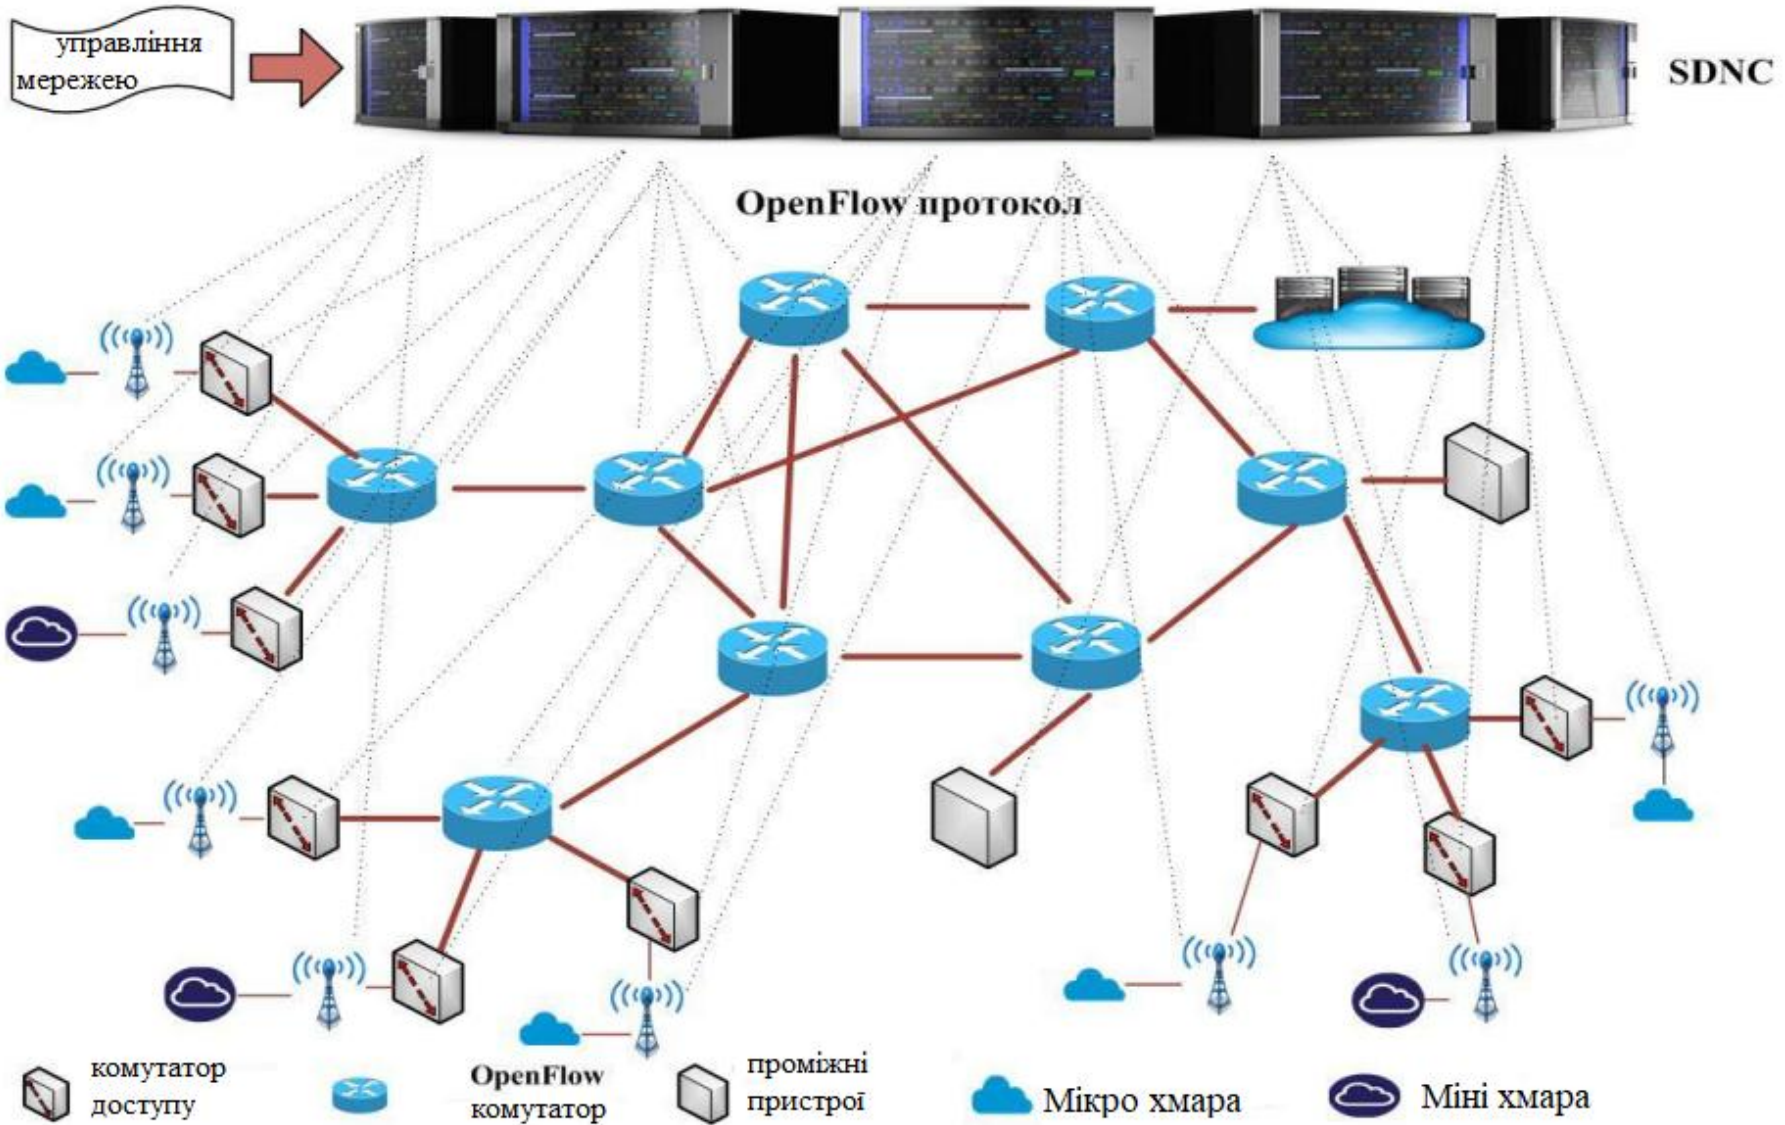 управління
мережею
SDNC
OpenFlow протокол
комутатор
доступу
OpenFlow
комутатор
проміжні
пристрої
Мікро хмара
Міні хмара